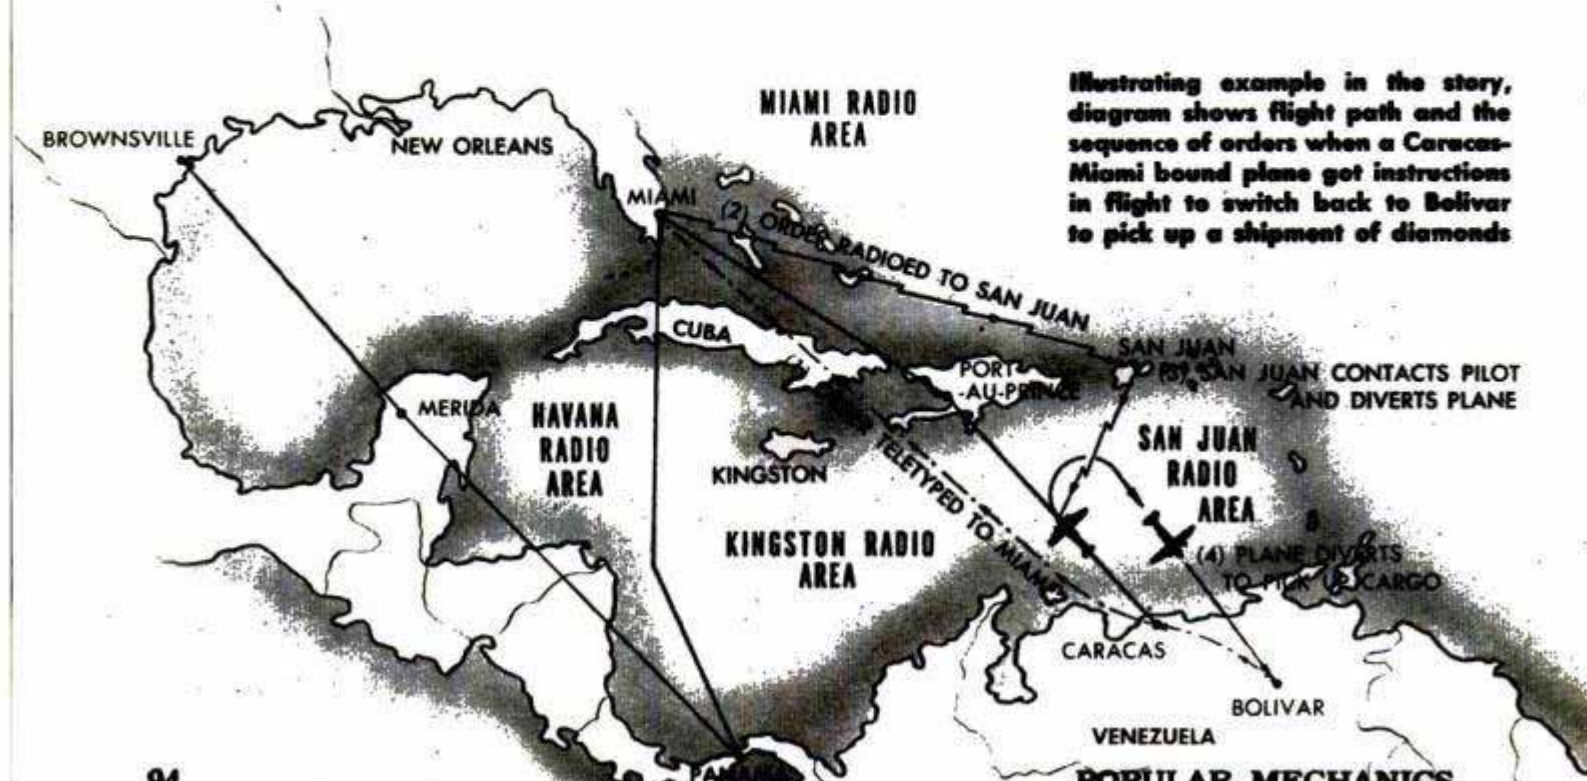 Illustrating example in the story,
diagram shows flight path and the
sequence of orders when a Caracas-
Miami bound plane got instructions
in flight to switch back to Bolivar
to pick up a shipment of diamonds
MIAMI RADIO
AREA
BROWNSVILLE
NEW ORLEANS
MIAMI
(2) ORDER RADIOED TO SAN JUAN
CUBA
SAN JUAN
(3) SAN JUAN CONTACTS PILOT
AND DIVERTS PLANE
PORT
-AU-PRINCE
MERIDA
HAVANA
RADIO
AREA
SAN JUAN
RADIO
AREA
KINGSTON
TELETYPED TO MIAMI
KINGSTON RADIO
AREA
(4) PLANE DIVERTS
TO PICK UP CARGO
CARACAS
BOLIVAR
VENEZUELA
PANAMA
94
POPULAR MECHANICS